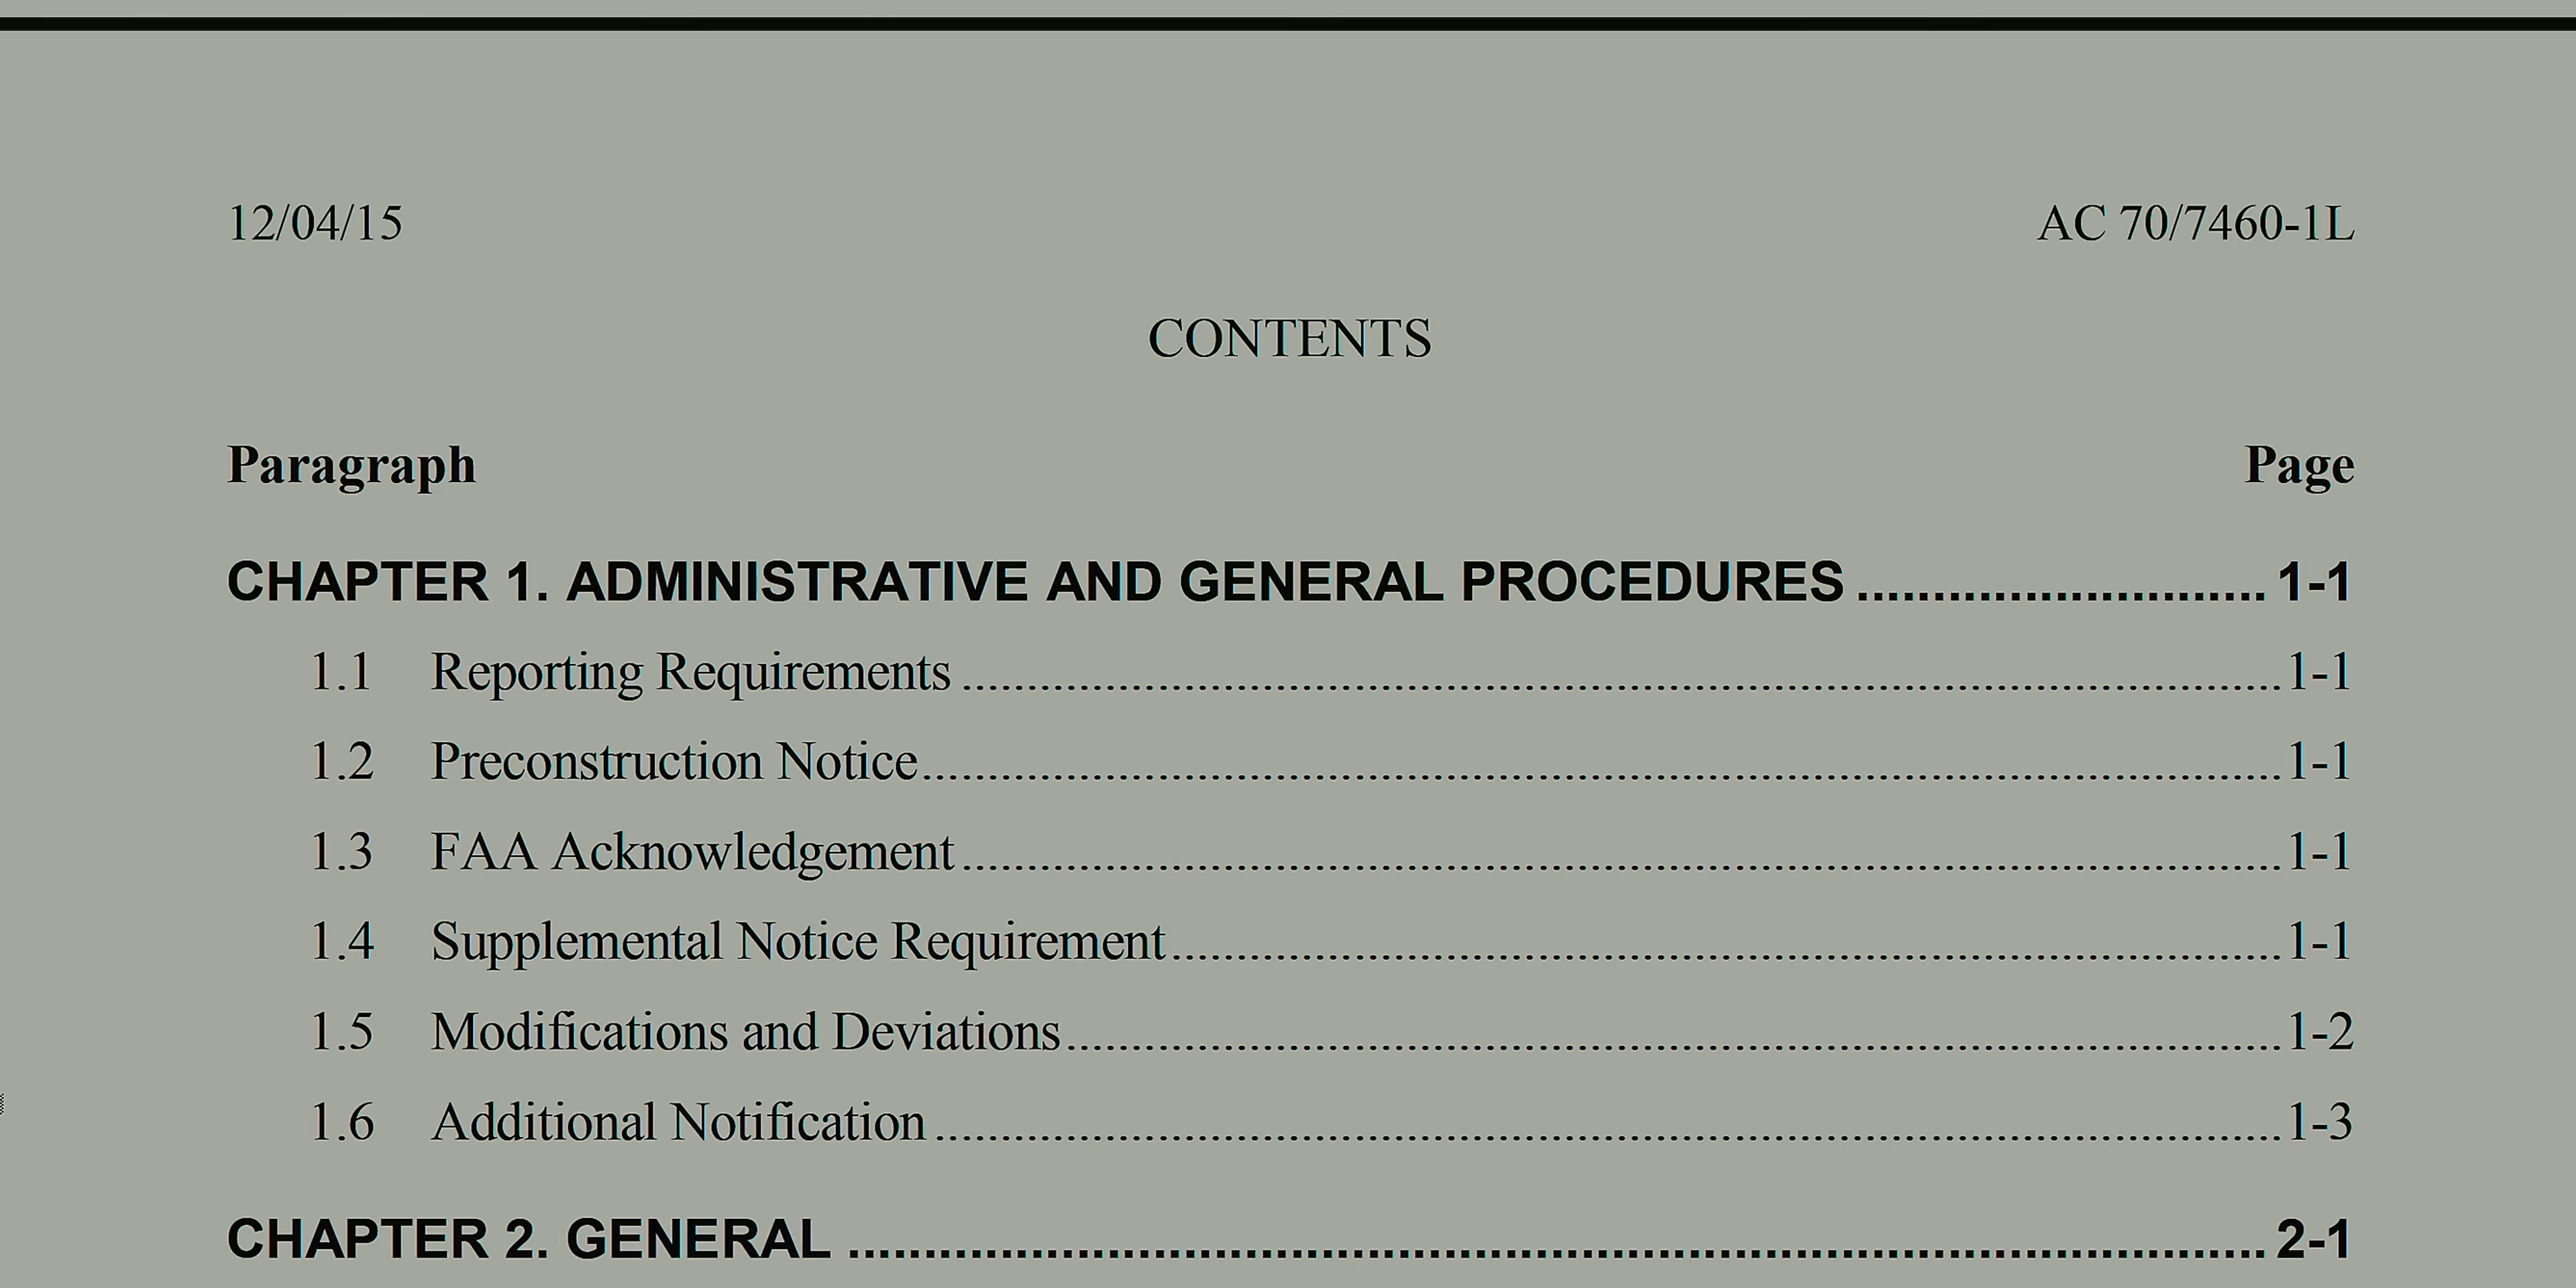 12/04/15 AC 70/7460-1L
CONTENTS
Paragraph Page
CHAPTER 1. ADMINISTRATIVE AND GENERAL PROCEDURES ........................... 1-1
1.1 Reporting Requirements ....................................................................................................1-1
1.2 Preconstruction Notice.......................................................................................................1-1
1.3 FAA Acknowledgement....................................................................................................1-1
1.4 Supplemental Notice Requirement....................................................................................1-1
1.5 Modifications and Deviations............................................................................................1-2
1.6 Additional Notification ......................................................................................................1-3
CHAPTER 2. GENERAL ............................................................................................. 2-1